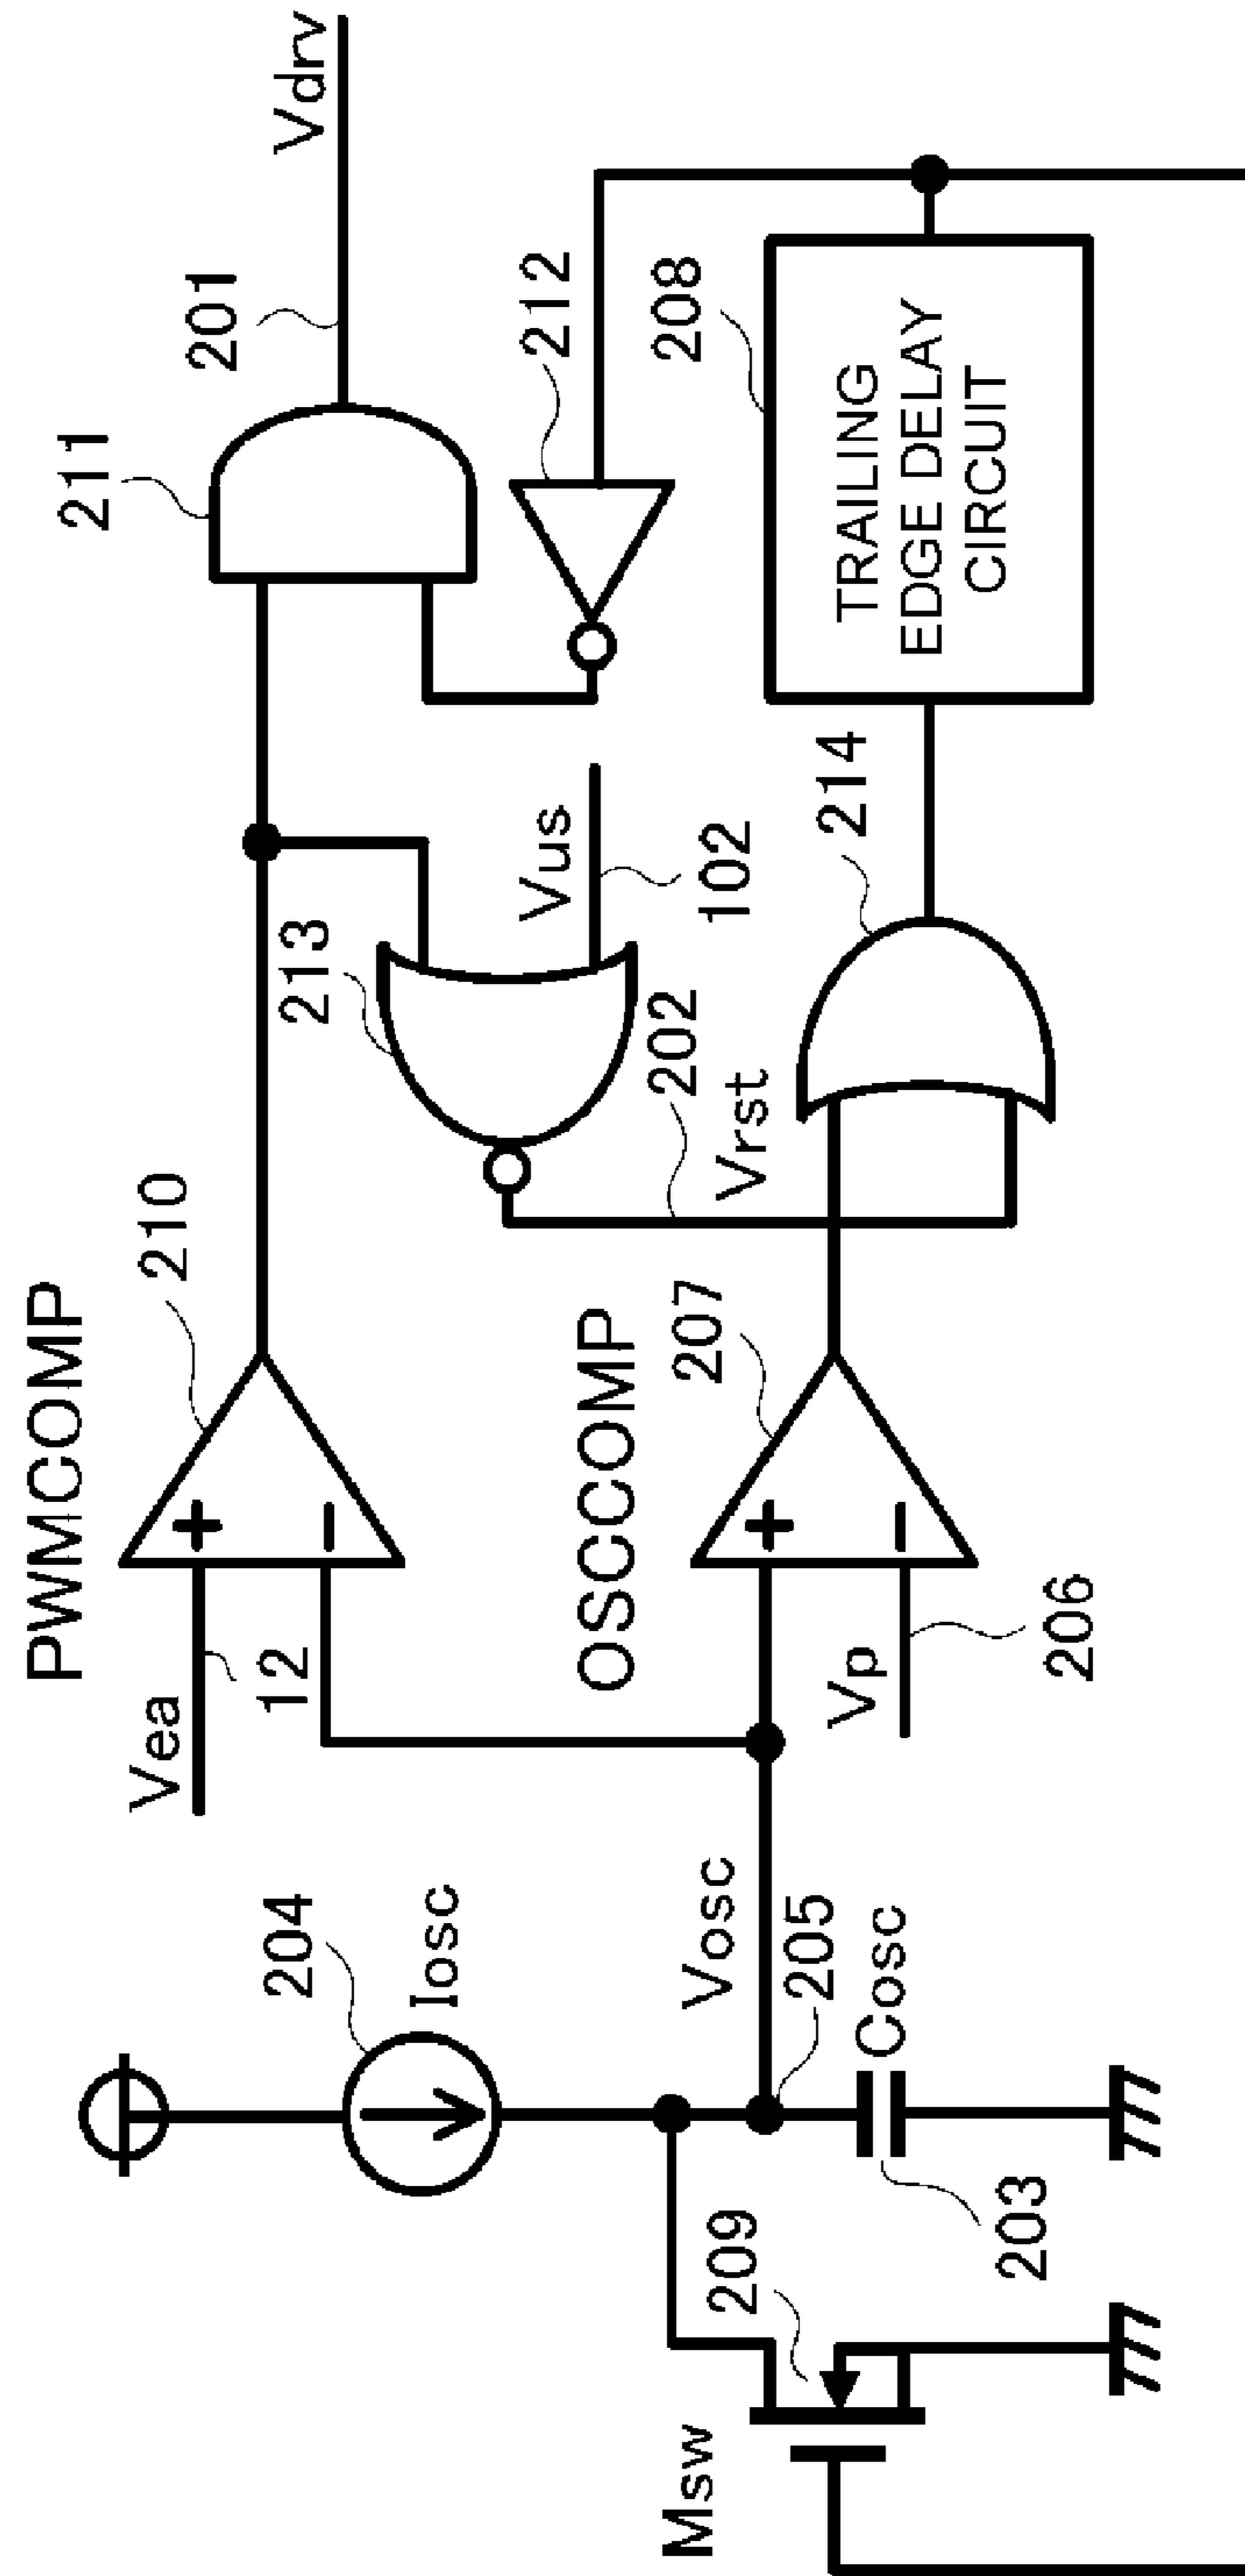 PWMCOMP
210
211
201
Vdrv
Vea
12
213
Vus
102
212
204
Iosc
OSCCOMP
207
202
Vrst
214
208
TRAILING
EDGE DELAY
CIRCUIT
Vosc
205
Vp
206
Cosc
203
209
Msw
+
−
+
−